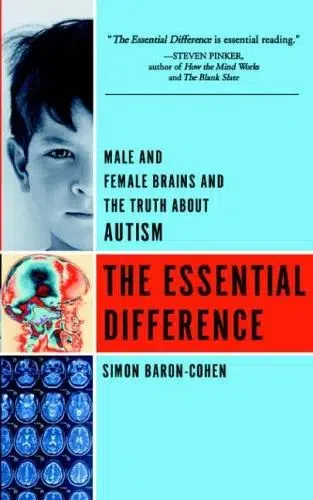 "The Essential Difference is essential reading."
—STEVEN PINKER,
author of How the Mind Works
and The Blank Slate
MALE AND
FEMALE BRAINS AND
THE TRUTH ABOUT
AUTISM
THE ESSENTIAL
DIFFERENCE
SIMON BARON-COHEN